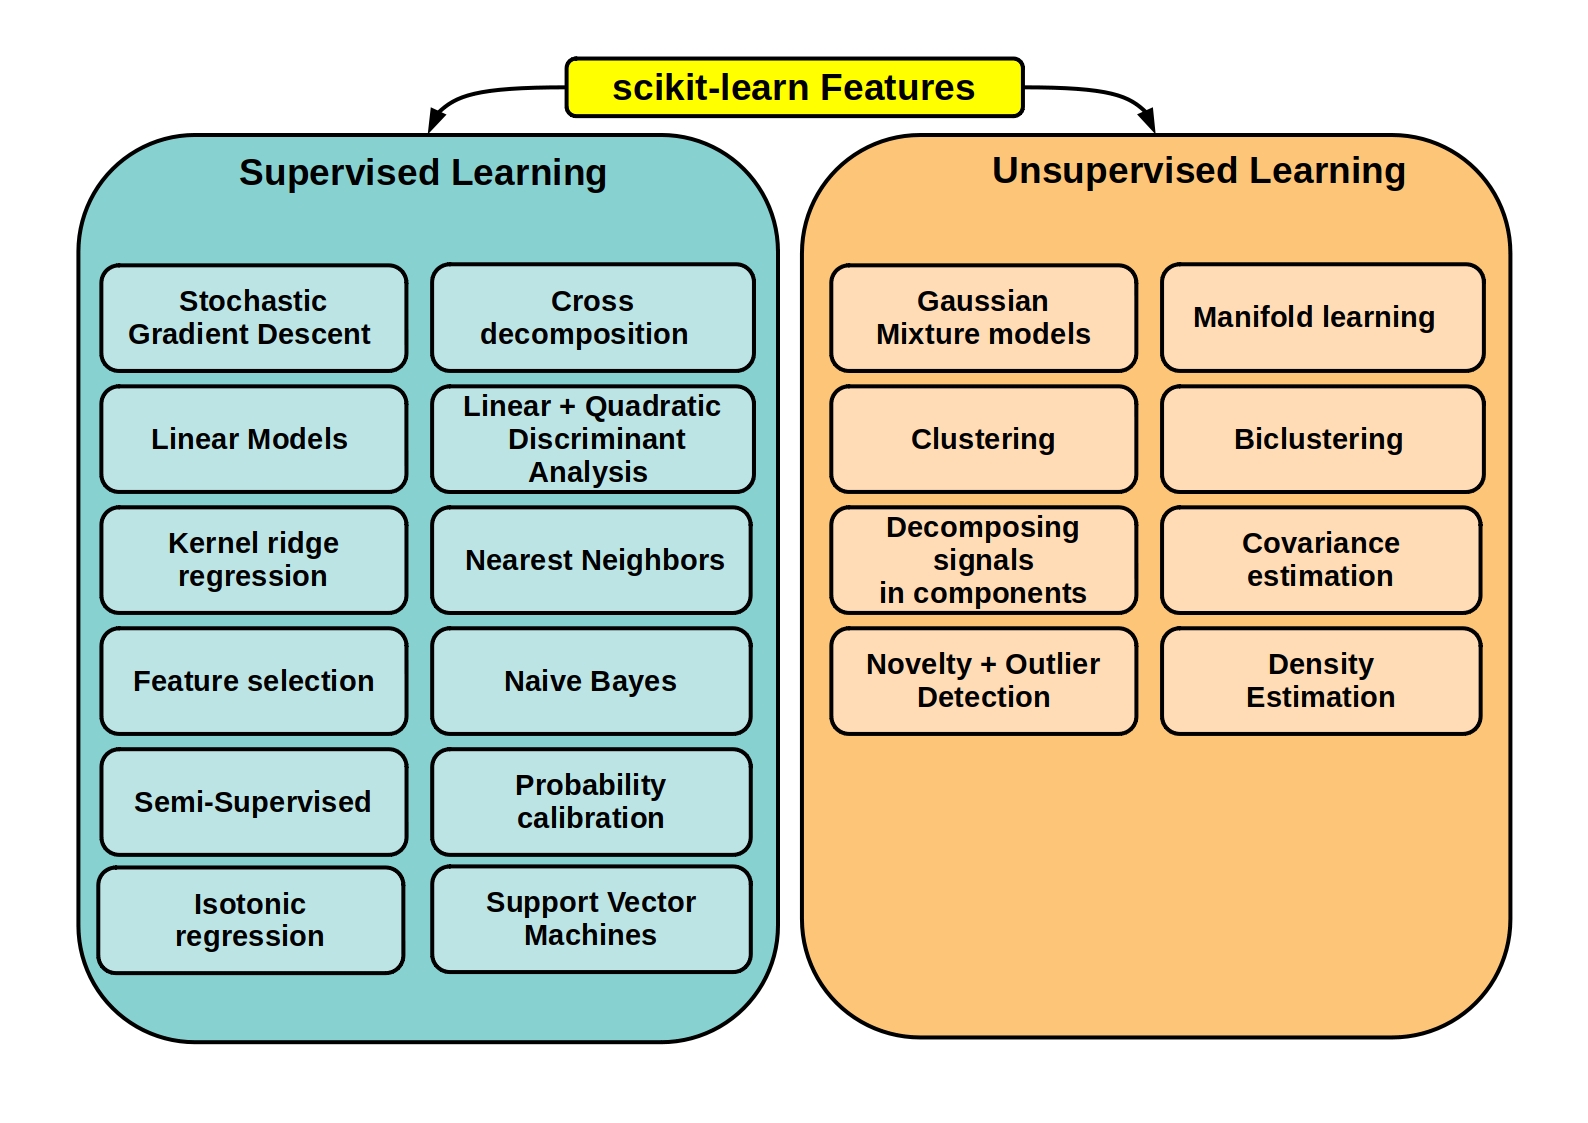 scikit-learn Features
Supervised Learning
Stochastic
Gradient Descent
Cross
decomposition
Linear Models
Linear + Quadratic
Discriminant
Analysis
Kernel ridge
regression
Nearest Neighbors
Feature selection
Naive Bayes
Semi-Supervised
Probability
calibration
Isotonic
regression
Support Vector
Machines
Unsupervised Learning
Gaussian
Mixture models
Manifold learning
Clustering
Biclustering
Decomposing
signals
in components
Covariance
estimation
Novelty + Outlier
Detection
Density
Estimation